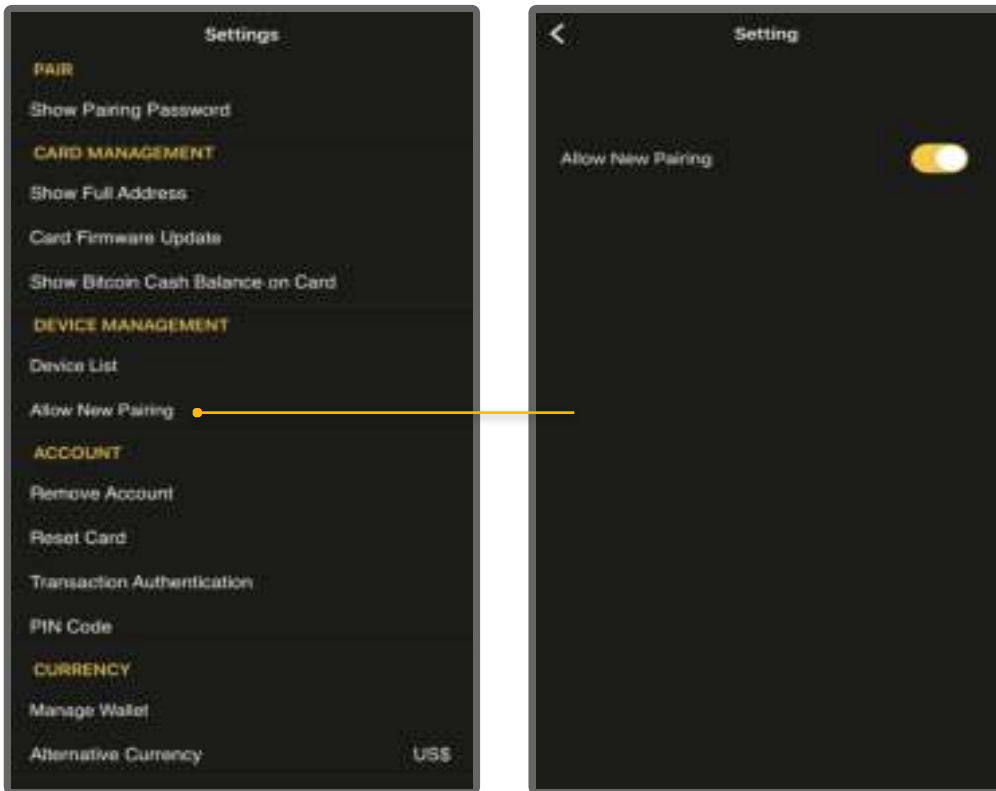 Settings
PAIR
Show Pairing Password
CARD MANAGEMENT
Show Full Address
Card Firmware Update
Show Bitcoin Cash Balance on Card
DEVICE MANAGEMENT
Device List
Allow New Pairing
ACCOUNT
Remove Account
Reset Card
Transaction Authentication
PIN Code
CURRENCY
Manage Wallet
Alternative Currency US$
Setting
Allow New Pairing